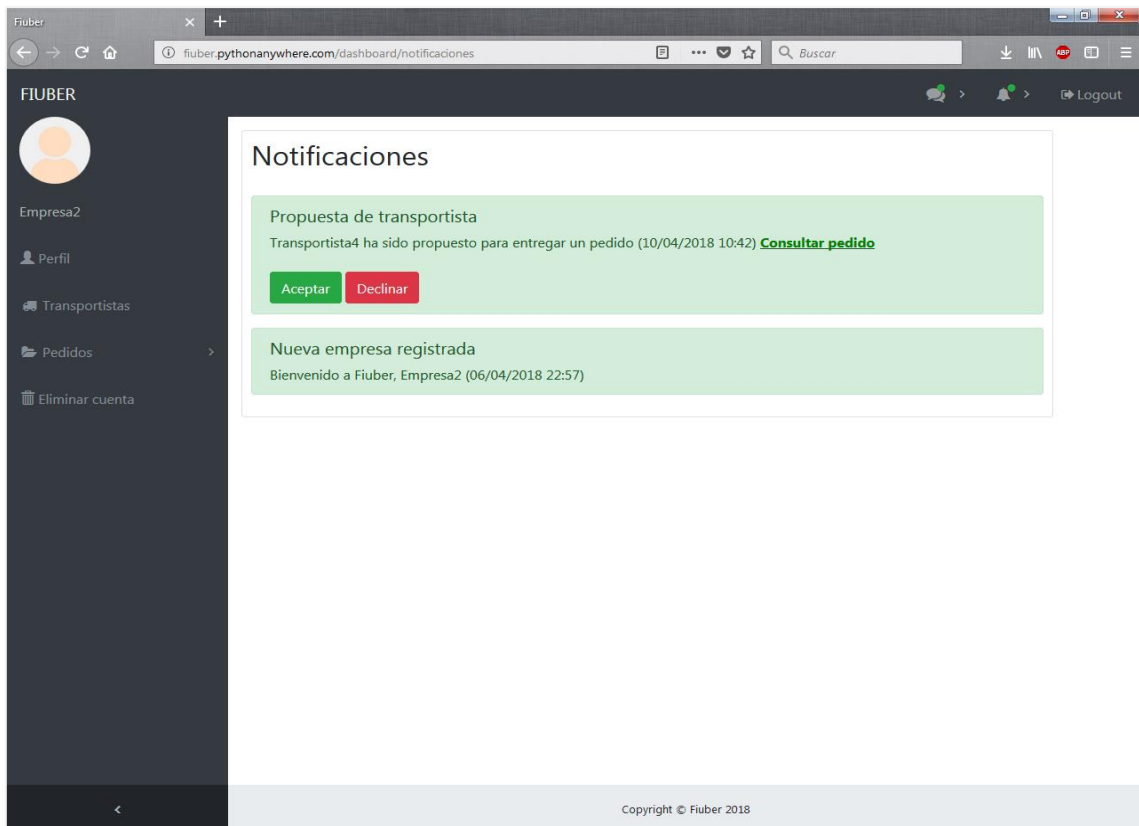 Fiuber
fiuber.pythonanywhere.com/dashboard/notificaciones
Buscar
ABP
FIUBER
Logout
Empresa2
Perfil
Transportistas
Pedidos
Eliminar cuenta
Notificaciones
Propuesta de transportista
Transportista4 ha sido propuesto para entregar un pedido (10/04/2018 10:42) Consultar pedido
Aceptar Declinar
Nueva empresa registrada
Bienvenido a Fiuber, Empresa2 (06/04/2018 22:57)
Copyright © Fiuber 2018